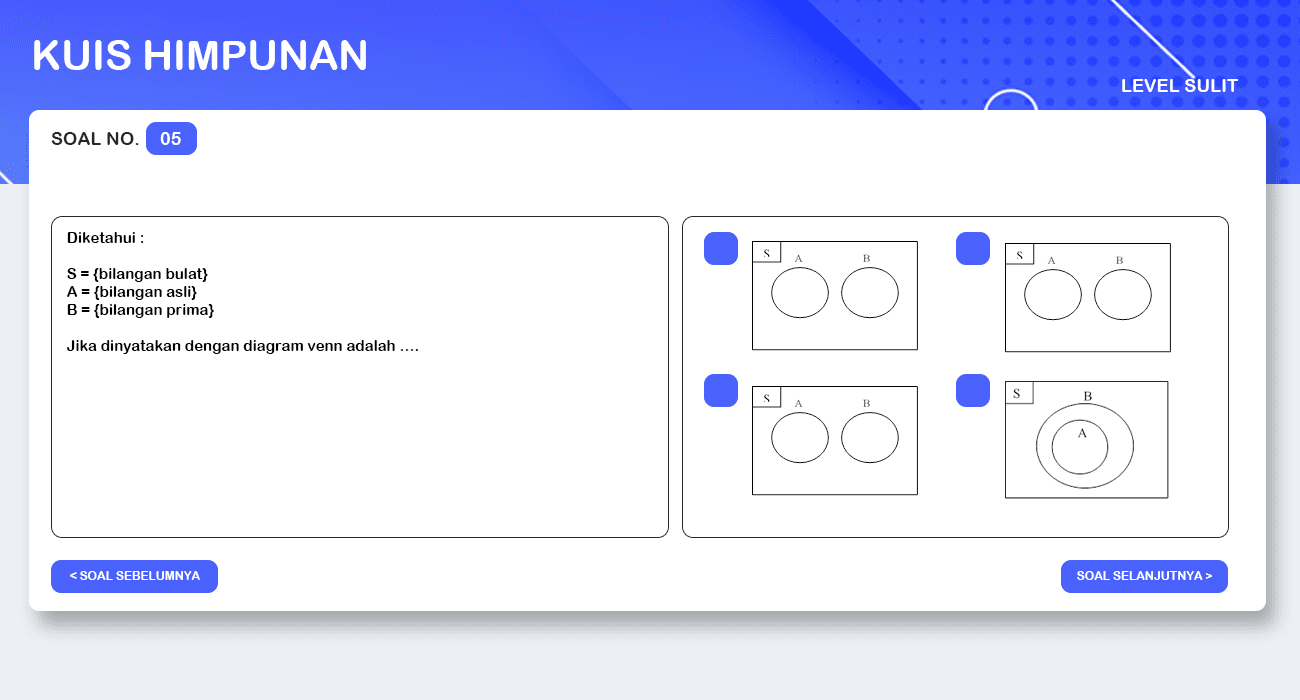 KUIS HIMPUNAN
LEVEL SULIT
SOAL NO. 05
Diketahui :
S = {bilangan bulat}
A = {bilangan asli}
B = {bilangan prima}
Jika dinyatakan dengan diagram venn adalah ....
S A B
S A B
S A B
S B
A
< SOAL SEBELUMNYA
SOAL SELANJUTNYA >